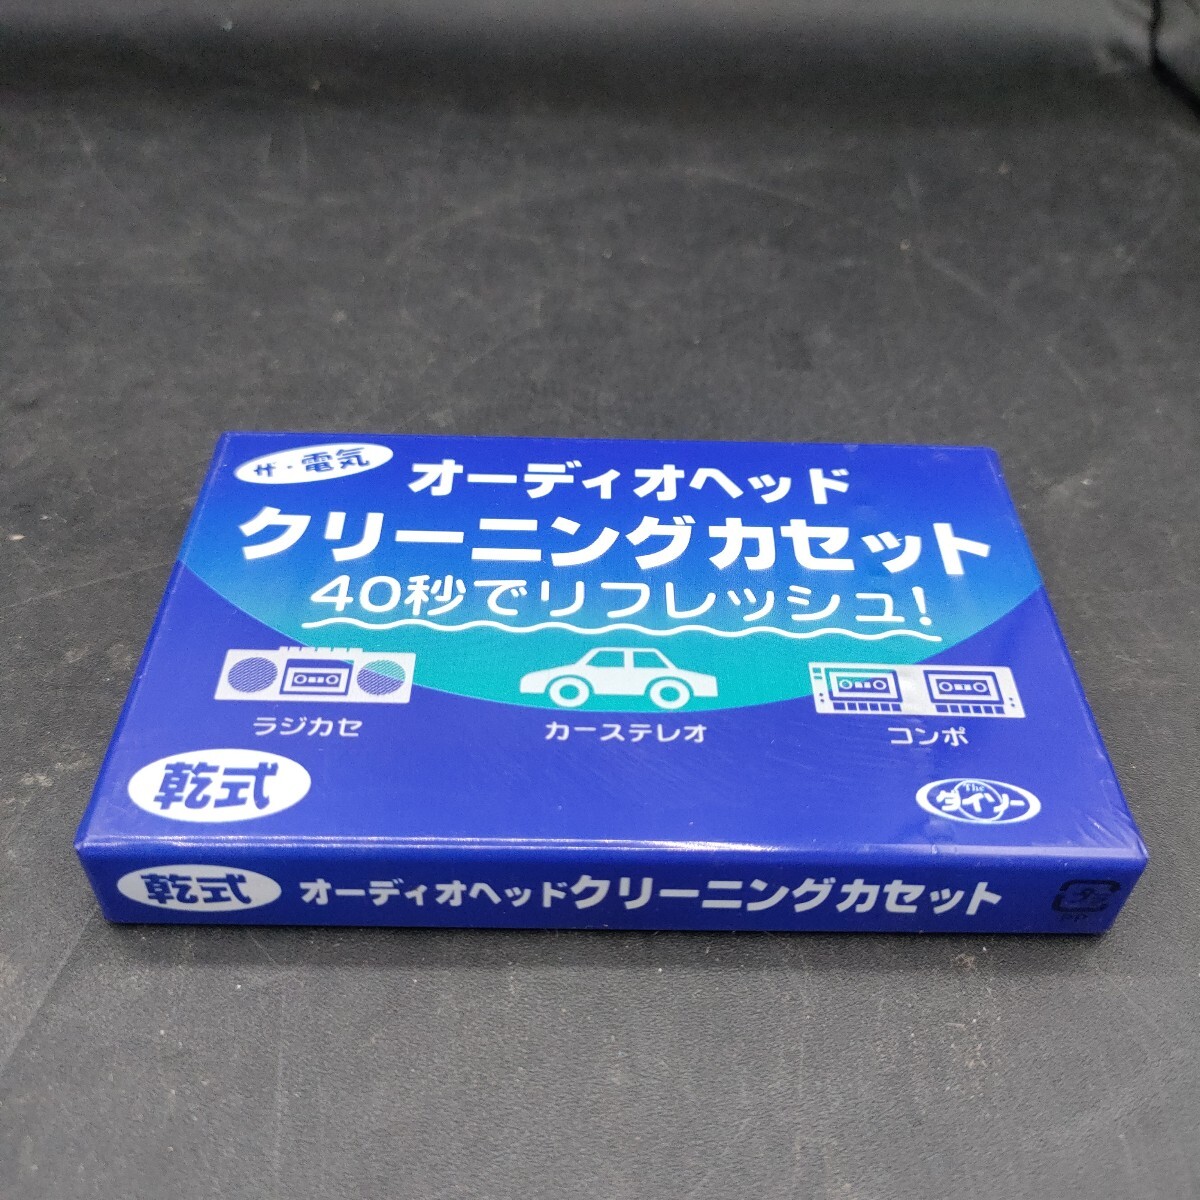 ザ・電気
オーディオヘッド
クリーニングカセット
40秒でリフレッシュ!
ラジカセ
カーステレオ
コンポ
乾式
The
ダイソー
乾式 オーディオヘッドクリーニングカセット
プラ
PP